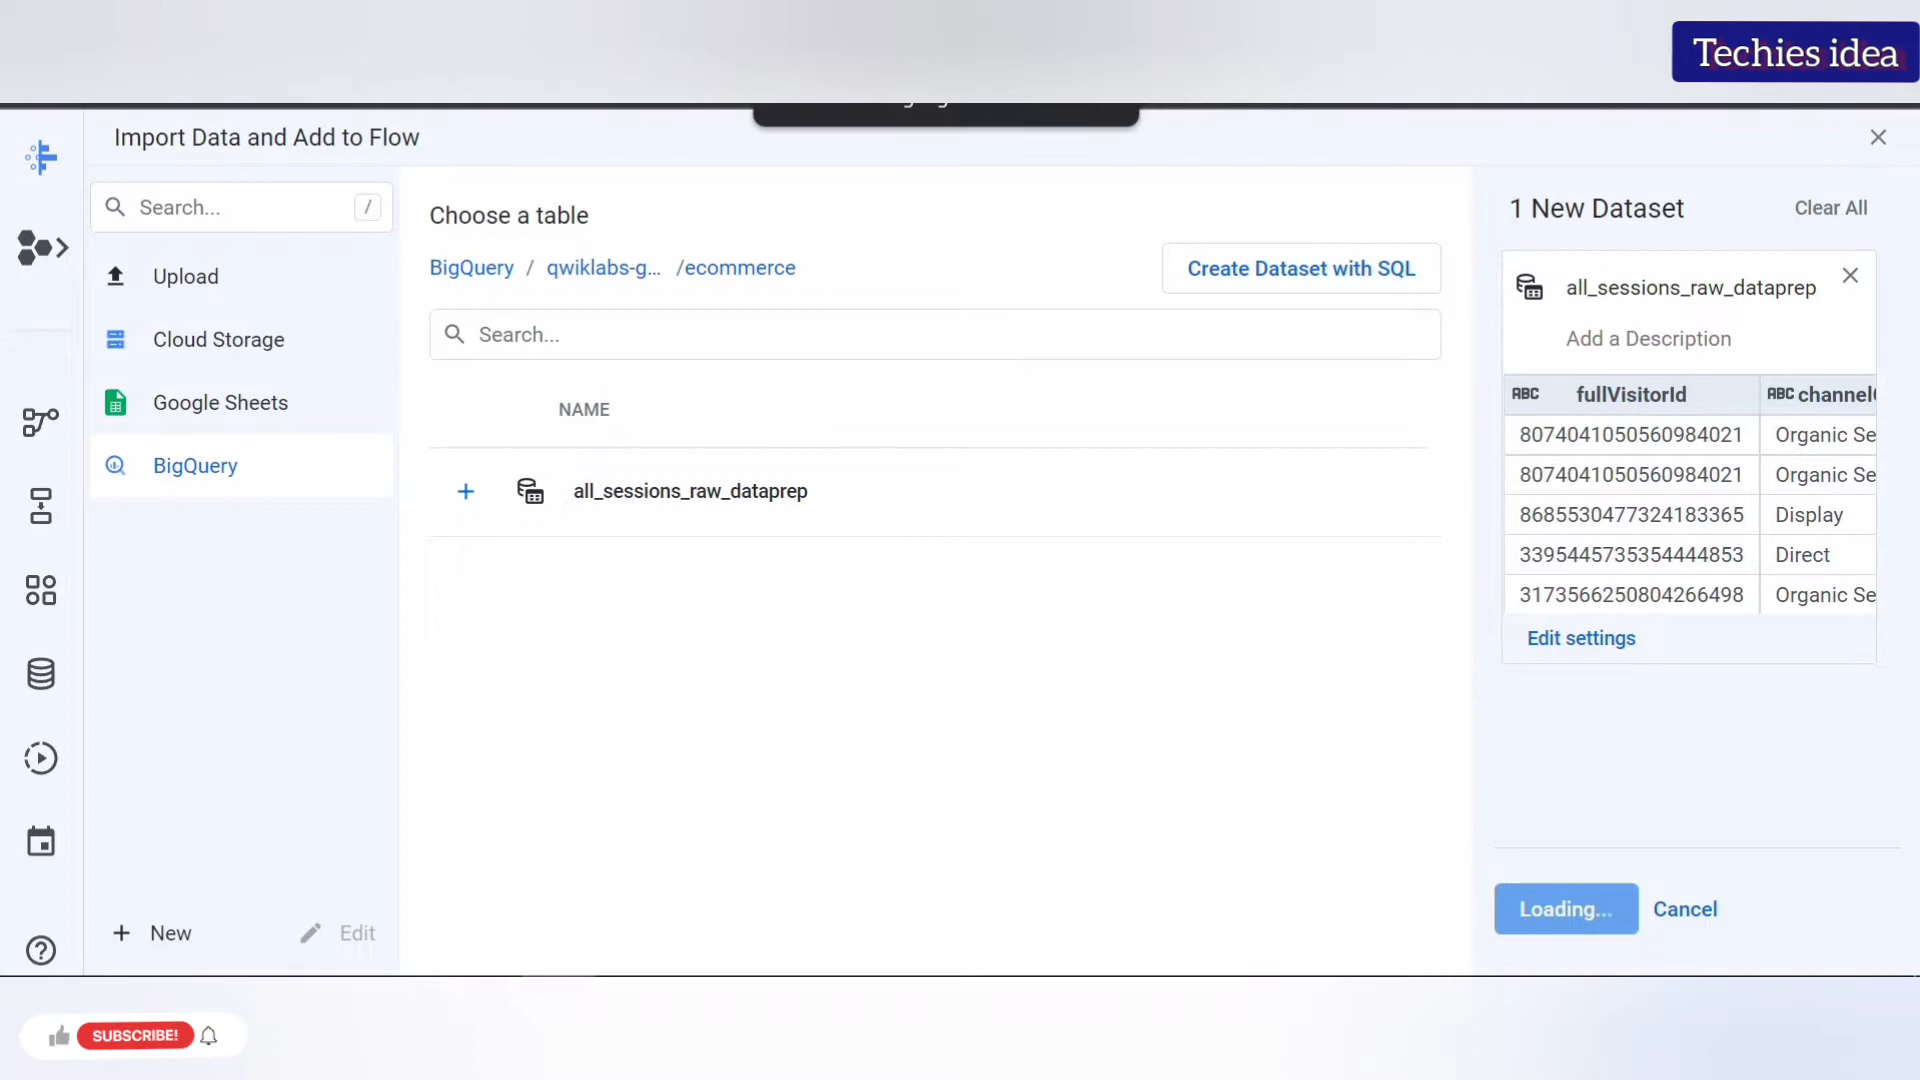 Techies idea
Import Data and Add to Flow
Search...
/
Upload
Cloud Storage
Google Sheets
BigQuery
New
Edit
Choose a table
BigQuery / qwiklabs-g... /ecommerce
Create Dataset with SQL
Search...
NAME
all_sessions_raw_dataprep
1 New Dataset
Clear All
all_sessions_raw_dataprep
Add a Description
ABC fullVisitorId ABC channel
8074041050560984021 Organic Se
8074041050560984021 Organic Se
8685530477324183365 Display
3395445735354444853 Direct
3173566250804266498 Organic Se
Edit settings
Loading...
Cancel
SUBSCRIBE!